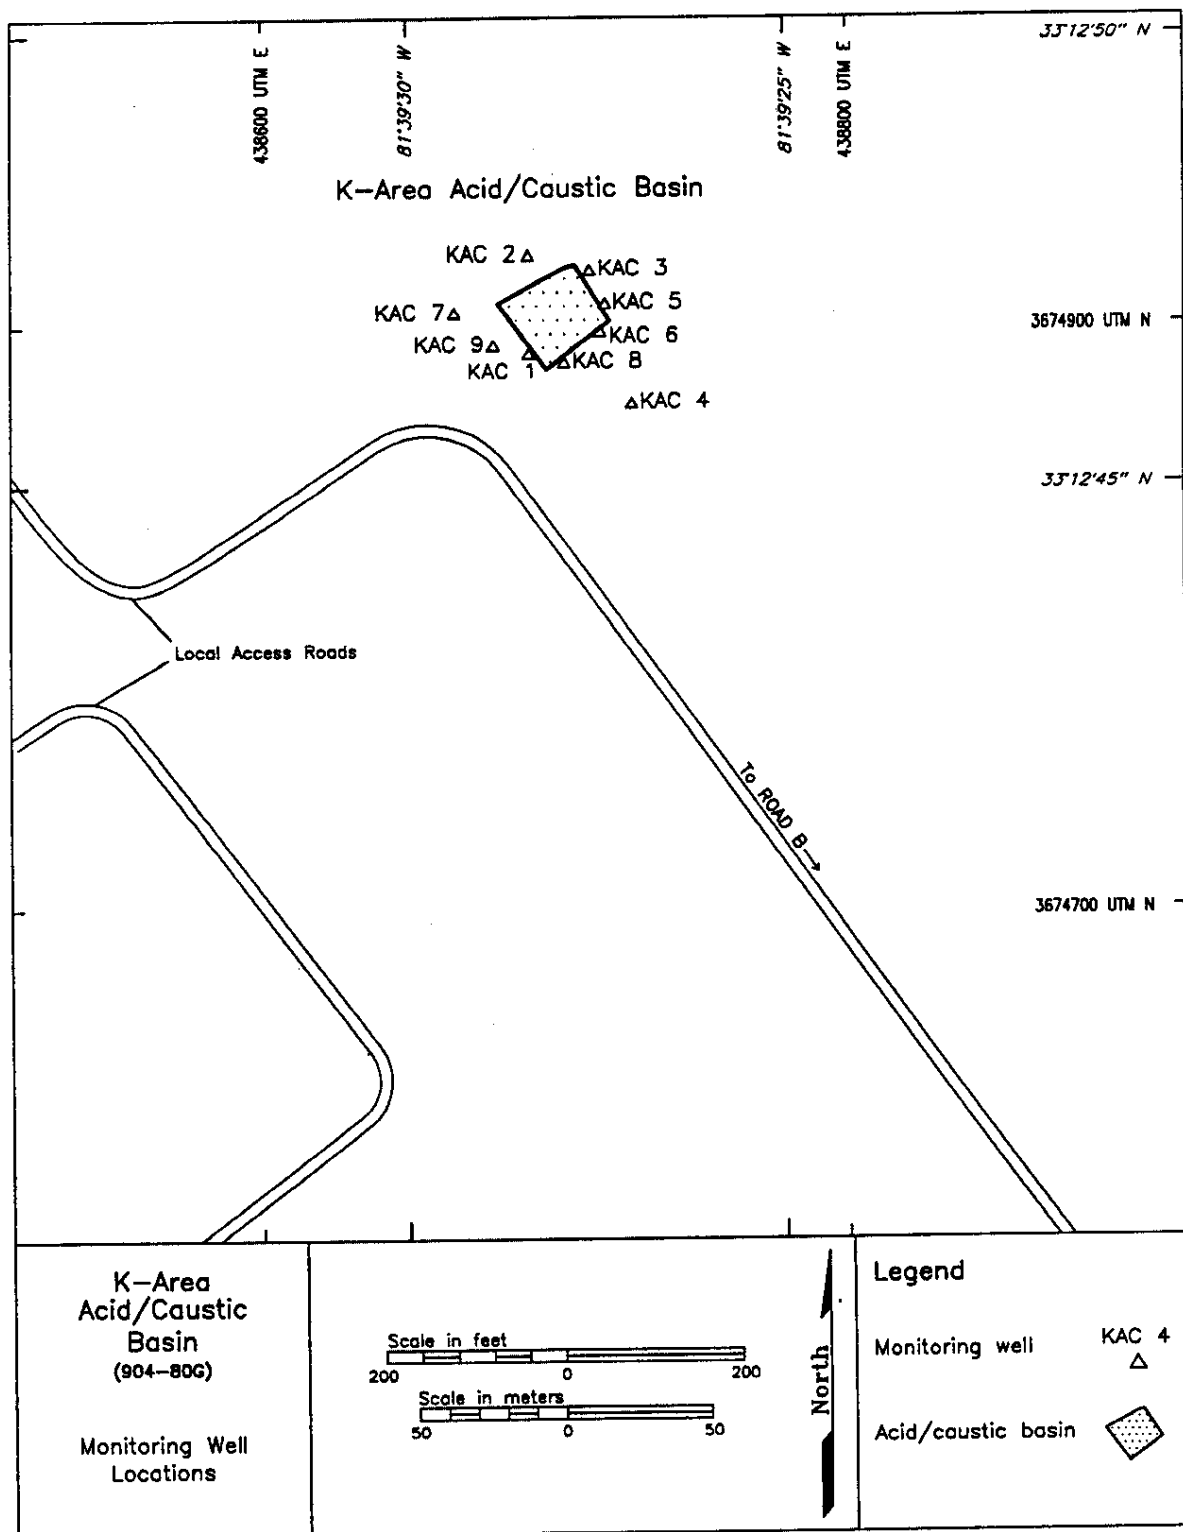 33°12'50" N
438600 UTM E
81°39'30" W
81°39'25" W
438800 UTM E
K-Area Acid/Caustic Basin
KAC 2
KAC 3
KAC 5
KAC 7
3674900 UTM N
KAC 6
KAC 9
KAC 8
KAC 1
KAC 4
33°12'45" N
Local Access Roads
To ROAD B
3674700 UTM N
K-Area
Acid/Caustic
Basin
(904-80G)
Monitoring Well
Locations
Scale in feet
200 0 200
Scale in meters
50 0 50
North
Legend
Monitoring well
KAC 4
Acid/caustic basin